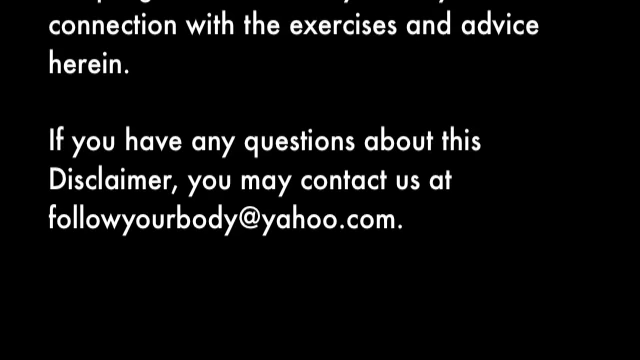 connection with the exercises and advice
herein.
If you have any questions about this
Disclaimer, you may contact us at
followyourbody@yahoo.com.